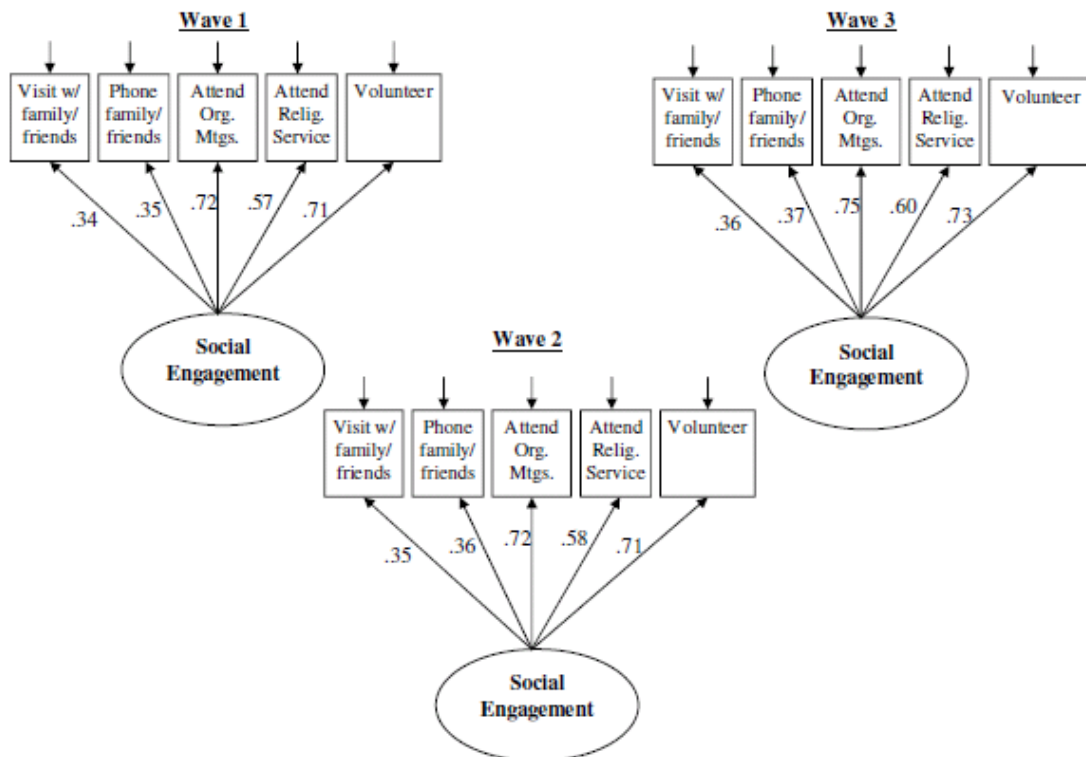 Wave 1
Visit w/
family/
friends
Phone
family/
friends
Attend
Org.
Mtgs.
Attend
Relig.
Service
Volunteer
.34
.35
.72
.57
.71
Social
Engagement
Wave 3
Visit w/
family/
friends
Phone
family/
friends
Attend
Org.
Mtgs.
Attend
Relig.
Service
Volunteer
.36
.37
.75
.60
.73
Social
Engagement
Wave 2
Visit w/
family/
friends
Phone
family/
friends
Attend
Org.
Mtgs.
Attend
Relig.
Service
Volunteer
.35
.36
.72
.58
.71
Social
Engagement